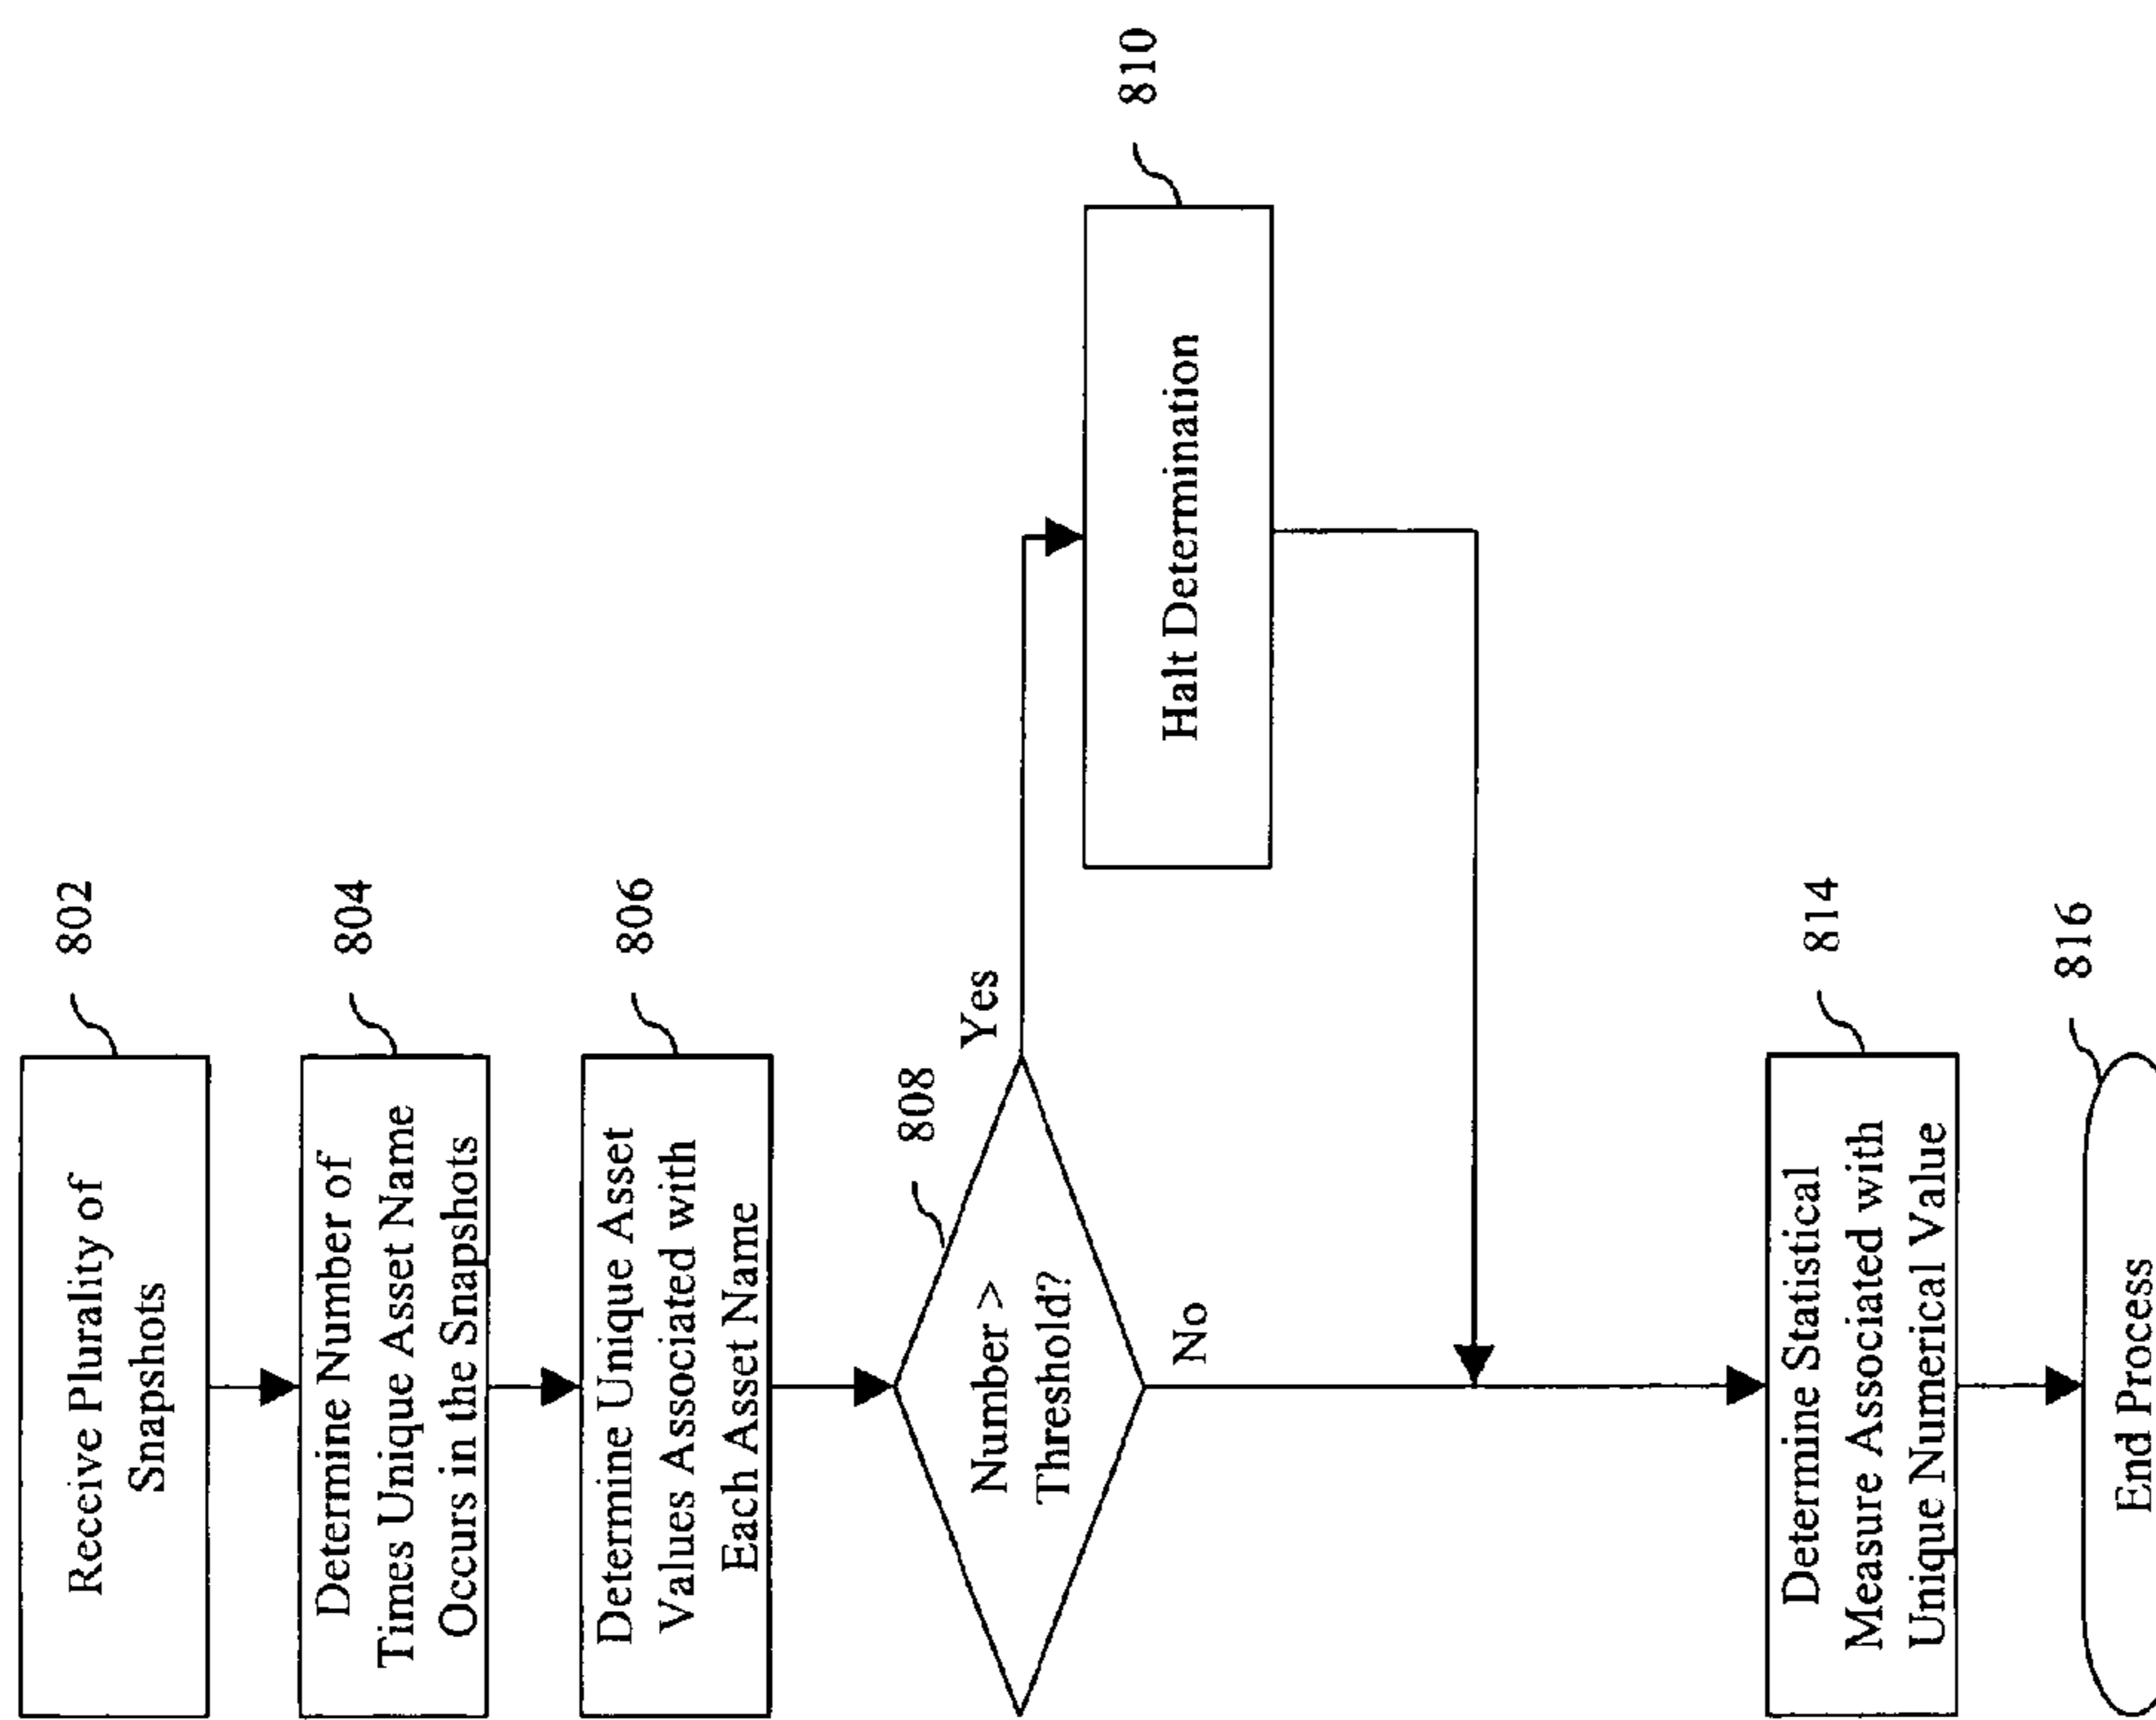 802
Receive Plurality of
Snapshots
804
Determine Number of
Times Unique Asset Name
Occurs in the Snapshots
806
Determine Unique Asset
Values Associated with
Each Asset Name
808
Number >
Threshold?
Yes
No
810
Halt Determination
814
Determine Statistical
Measure Associated with
Unique Numerical Value
816
End Process